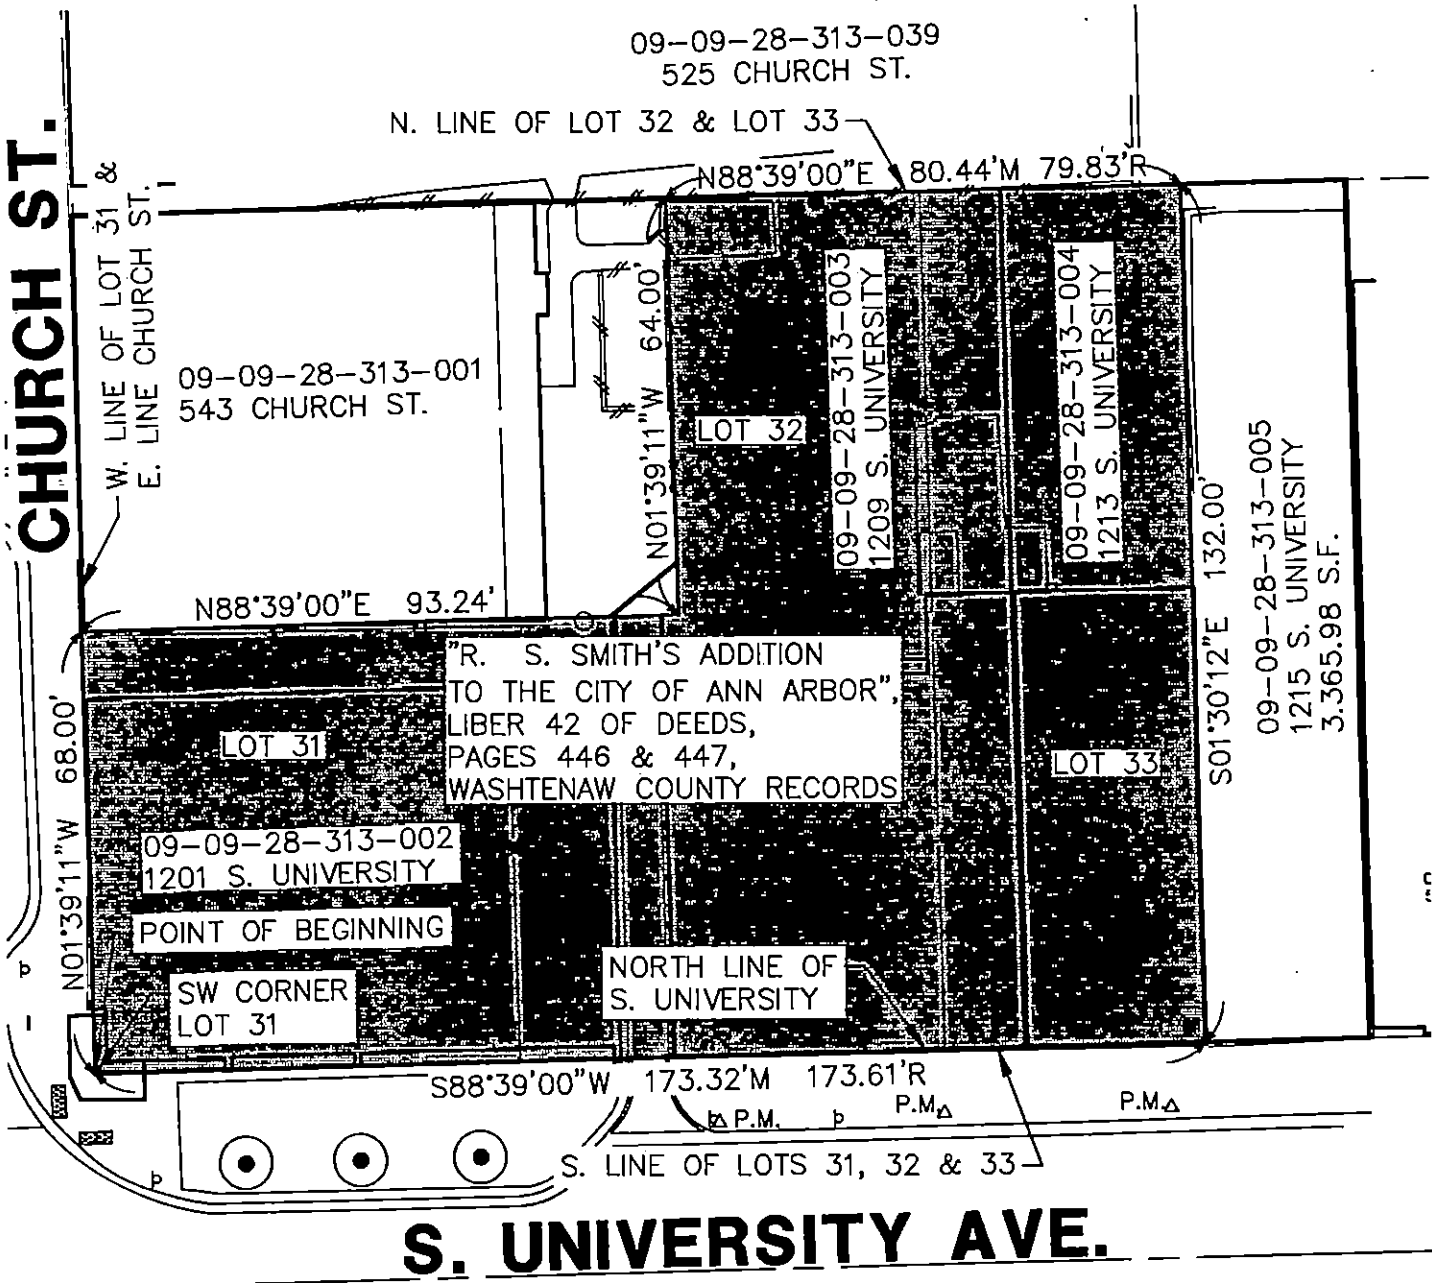 09-09-28-313-039
525 CHURCH ST.
N. LINE OF LOT 32 & LOT 33
N88°39'00"E 80.44'M 79.83'R
CHURCH ST.
W. LINE OF LOT 31 &
E. LINE CHURCH ST.
09-09-28-313-001
543 CHURCH ST.
N01°39'11"W 64.00'
LOT 32
09-09-28-313-003
1209 S. UNIVERSITY
09-09-28-313-004
1213 S. UNIVERSITY
S01°30'12"E 132.00'
09-09-28-313-005
1215 S. UNIVERSITY
3,365.98 S.F.
N88°39'00"E 93.24'
"R. S. SMITH'S ADDITION
TO THE CITY OF ANN ARBOR",
LIBER 42 OF DEEDS,
PAGES 446 & 447,
WASHTENAW COUNTY RECORDS
N01°39'11"W 68.00'
LOT 31
LOT 33
09-09-28-313-002
1201 S. UNIVERSITY
POINT OF BEGINNING
SW CORNER
LOT 31
NORTH LINE OF
S. UNIVERSITY
S88°39'00"W 173.32'M 173.61'R
P.M.
P.M.
P.M.
S. LINE OF LOTS 31, 32 & 33
S. UNIVERSITY AVE.